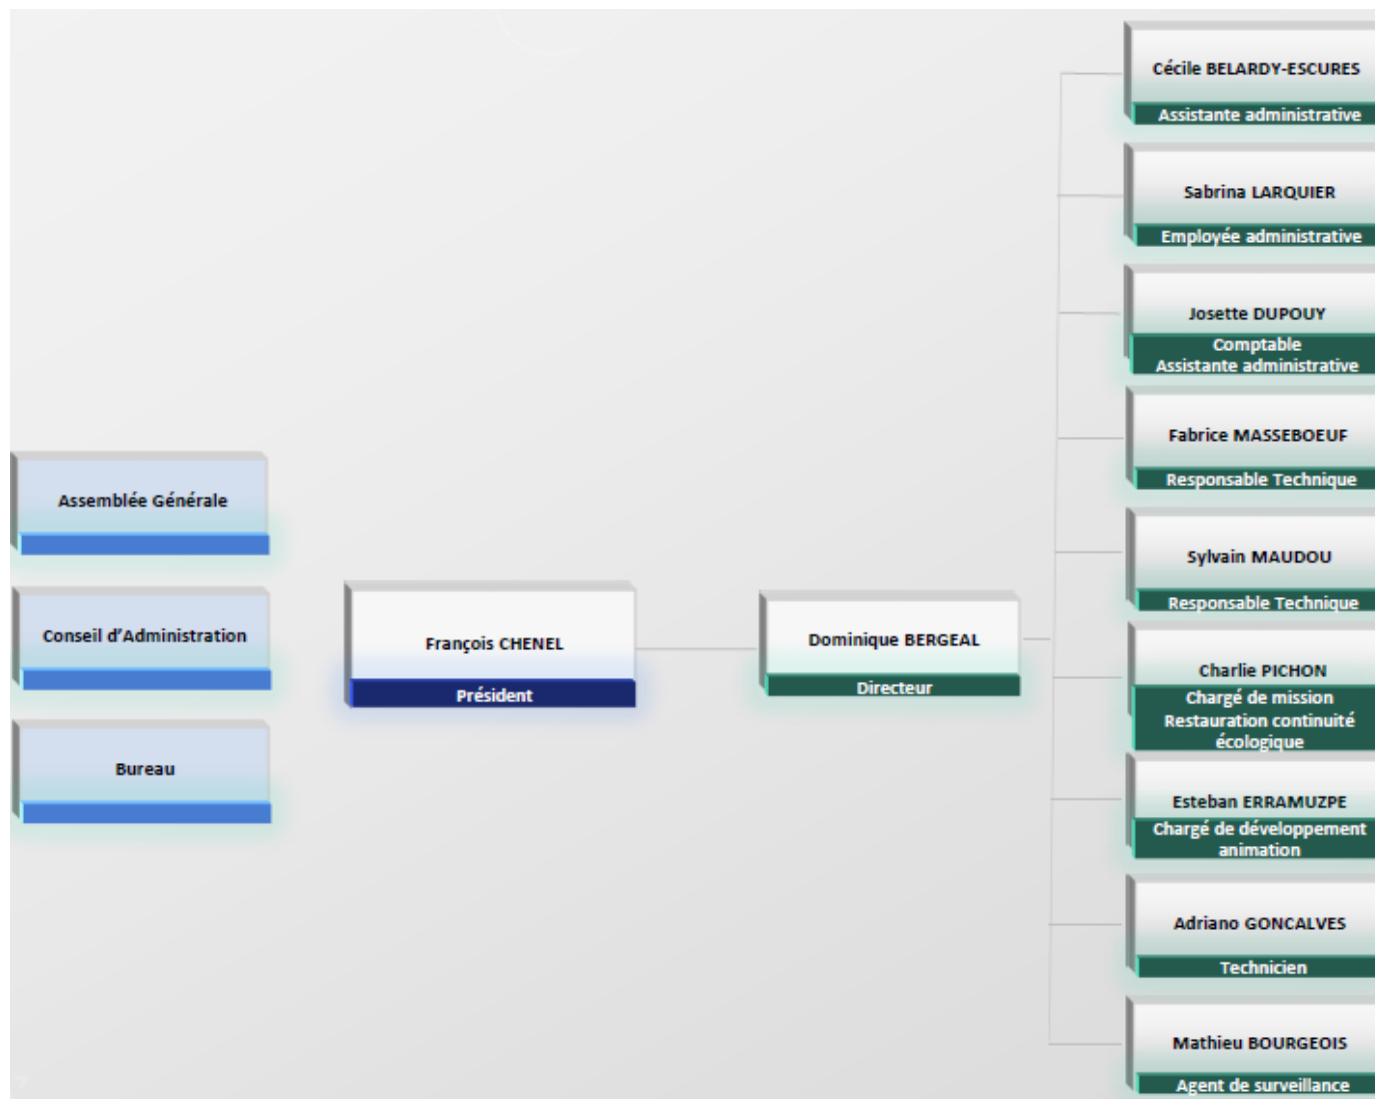 Assemblée Générale
Conseil d'Administration
Bureau
François CHENEL
Président
Dominique BERGEAL
Directeur
Cécile BELARDY-ESCURES
Assistante administrative
Sabrina LARQUIER
Employée administrative
Josette DUPOUY
Comptable
Assistante administrative
Fabrice MASSEBOEUF
Responsable Technique
Sylvain MAUDOU
Responsable Technique
Charlie PICHON
Chargé de mission
Restauration continuité
écologique
Esteban ERRAMUZPE
Chargé de développement
animation
Adriano GONCALVES
Technicien
Mathieu BOURGEOIS
Agent de surveillance